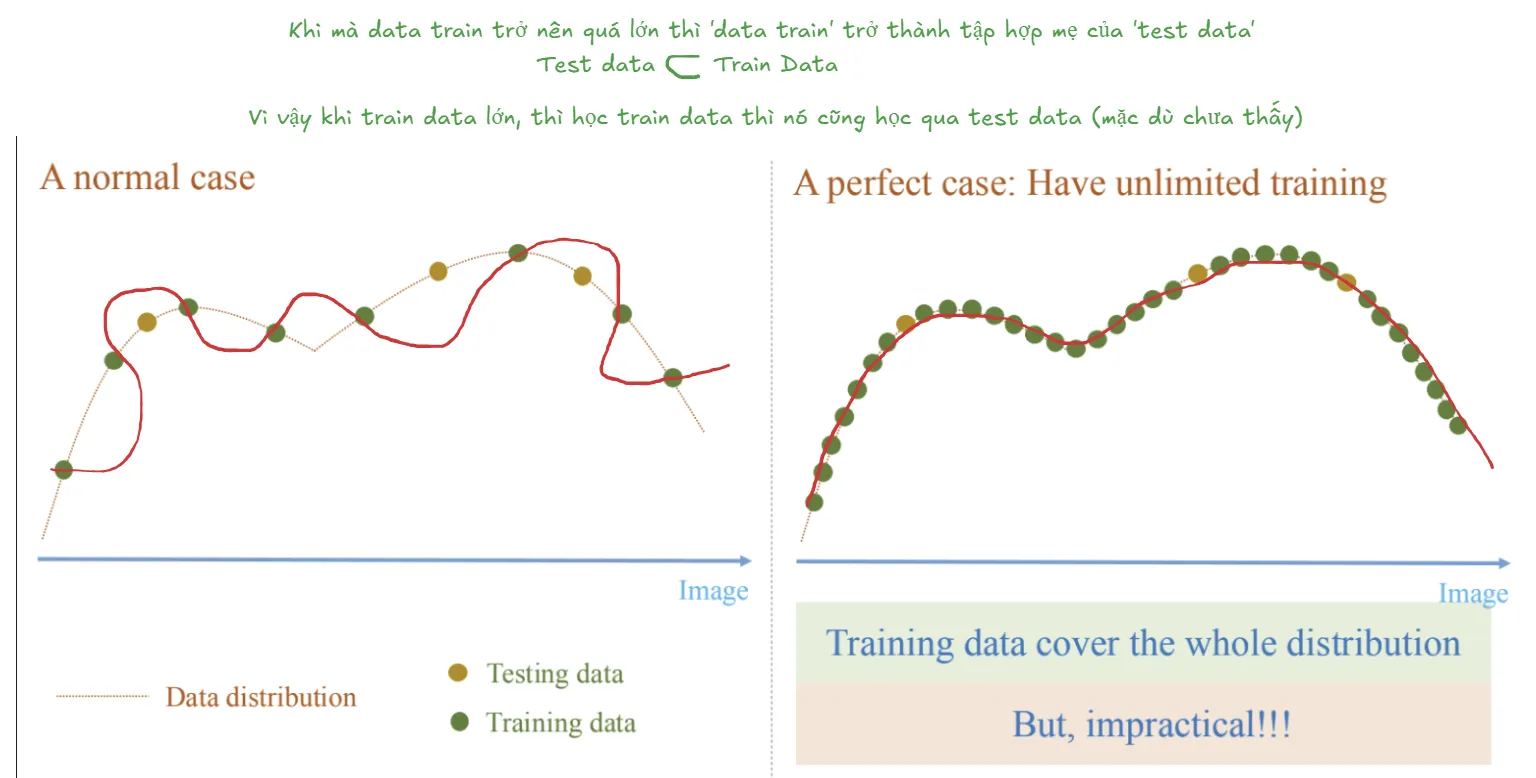 Khi mà data train trở nên quá lớn thì 'data train' trở thành tập hợp mẹ của 'test data'
Test data ⊂ Train Data
Vì vậy khi train data lớn, thì học train data thì nó cũng học qua test data (mặc dù chưa thấy)
A normal case
A perfect case: Have unlimited training
Image
Image
Training data cover the whole distribution
But, impractical!!!
Testing data
Data distribution
Training data